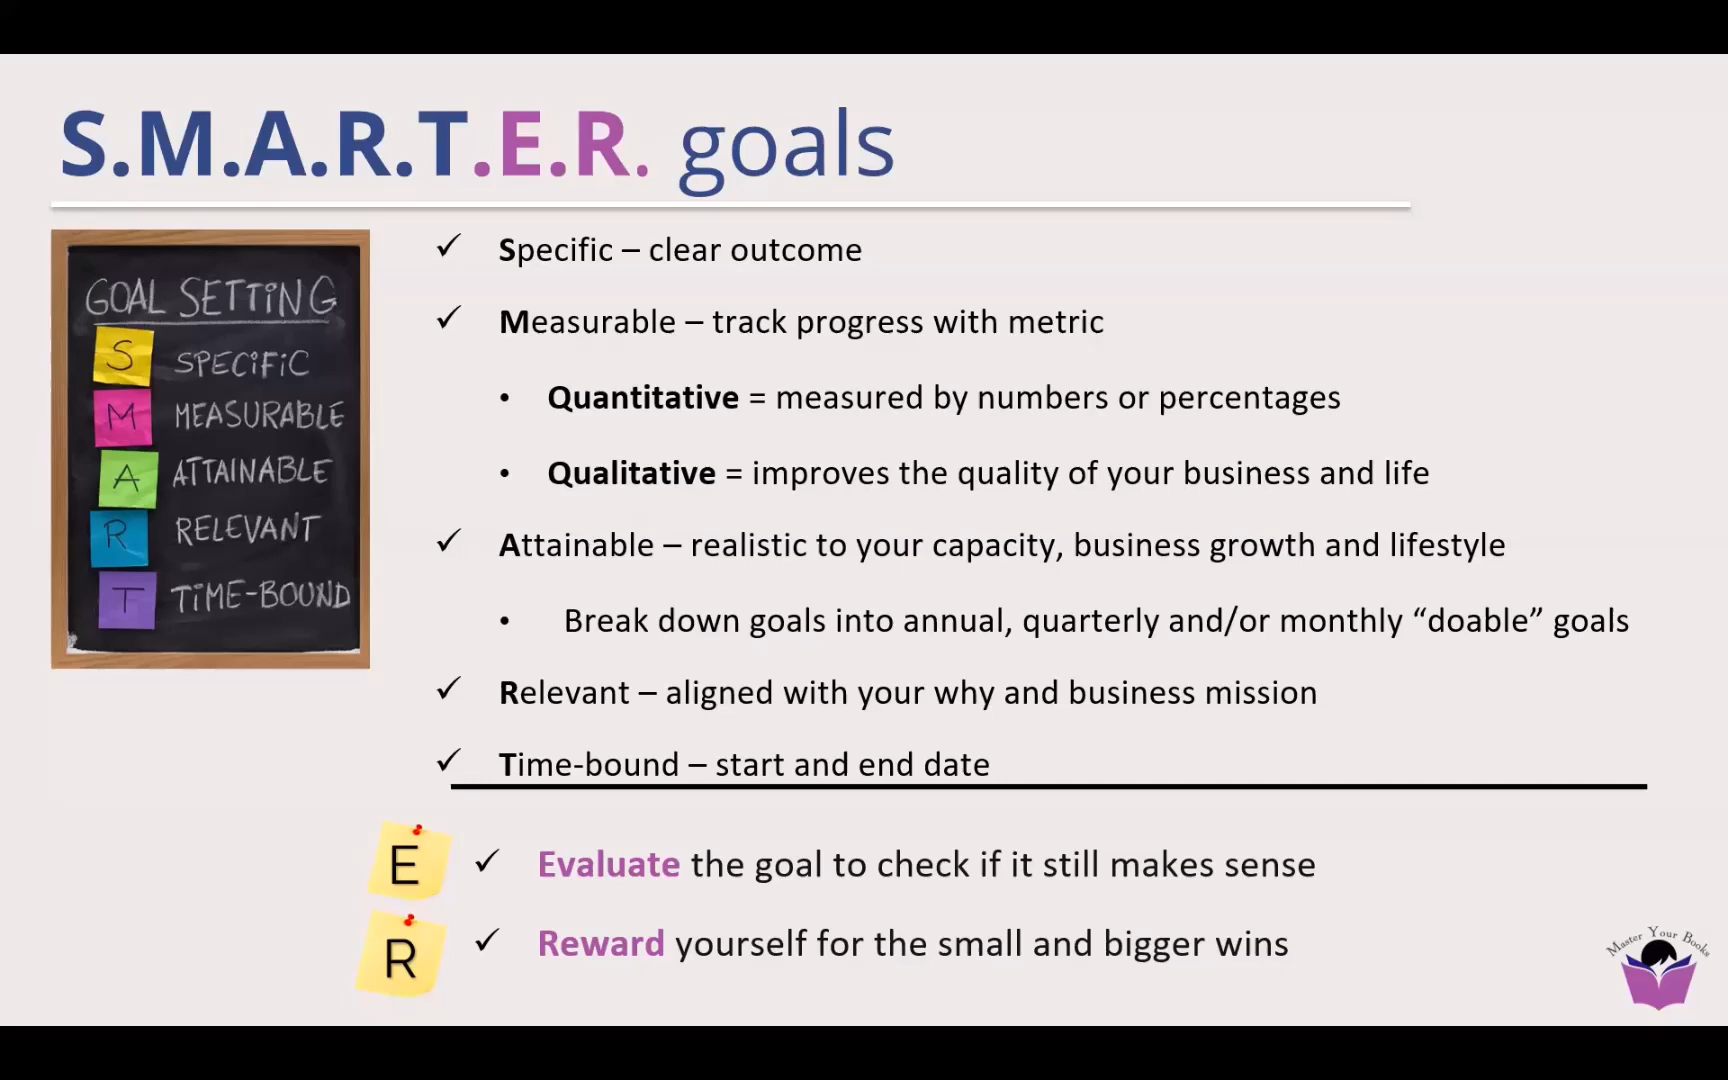 S.M.A.R.T.E.R. goals
GOAL SETTING
S SPECIFIC
M MEASURABLE
A ATTAINABLE
R RELEVANT
T TIME-BOUND
✓ Specific – clear outcome
✓ Measurable – track progress with metric
• Quantitative = measured by numbers or percentages
• Qualitative = improves the quality of your business and life
✓ Attainable – realistic to your capacity, business growth and lifestyle
• Break down goals into annual, quarterly and/or monthly “doable” goals
✓ Relevant – aligned with your why and business mission
✓ Time-bound – start and end date
E ✓ Evaluate the goal to check if it still makes sense
R ✓ Reward yourself for the small and bigger wins
Master Your Books